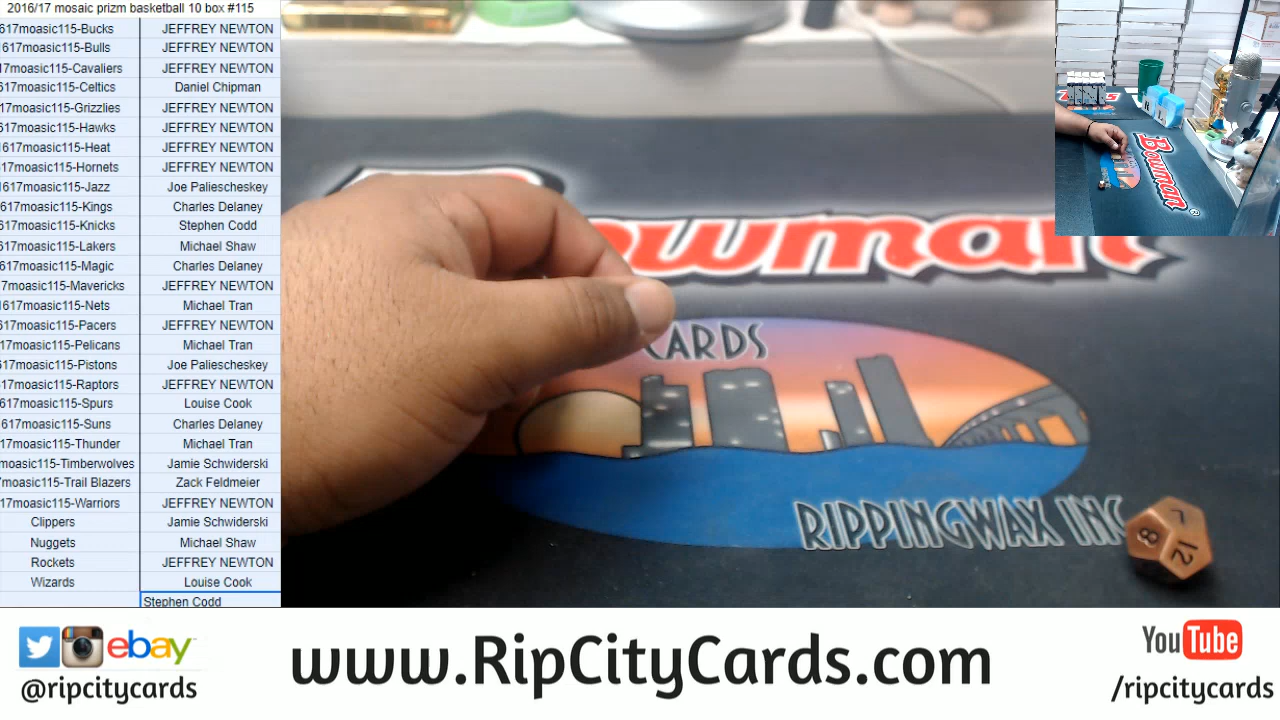 2016/17 mosaic prizm basketball 10 box #115
617moasic115-Bucks JEFFREY NEWTON
1617moasic115-Bulls JEFFREY NEWTON
17moasic115-Cavaliers JEFFREY NEWTON
617moasic115-Celtics Daniel Chipman
17moasic115-Grizzlies JEFFREY NEWTON
617moasic115-Hawks JEFFREY NEWTON
1617moasic115-Heat JEFFREY NEWTON
617moasic115-Hornets JEFFREY NEWTON
1617moasic115-Jazz Joe Paliescheskey
617moasic115-Kings Charles Delaney
617moasic115-Knicks Stephen Codd
617moasic115-Lakers Michael Shaw
617moasic115-Magic Charles Delaney
7moasic115-Mavericks JEFFREY NEWTON
1617moasic115-Nets Michael Tran
617moasic115-Pacers JEFFREY NEWTON
17moasic115-Pelicans Michael Tran
617moasic115-Pistons Joe Paliescheskey
617moasic115-Raptors JEFFREY NEWTON
617moasic115-Spurs Louise Cook
617moasic115-Suns Charles Delaney
17moasic115-Thunder Michael Tran
moasic115-Timberwolves Jamie Schwiderski
7moasic115-Trail Blazers Zack Feldmeier
17moasic115-Warriors JEFFREY NEWTON
Clippers Jamie Schwiderski
Nuggets Michael Shaw
Rockets JEFFREY NEWTON
Wizards Louise Cook
Stephen Codd
Bowman
Bowman
CARDS
RIPPINGWAX INC
8
12
7
ebay
@ripcitycards
www.RipCityCards.com
YouTube
/ripcitycards